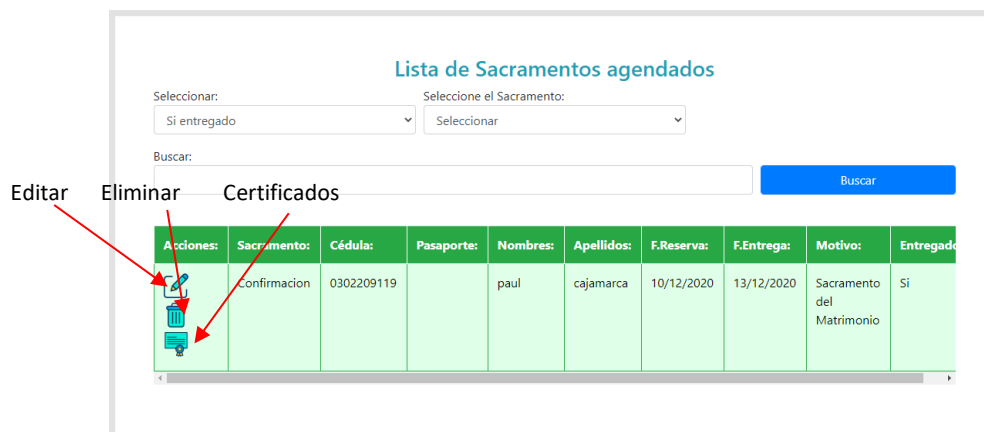 Lista de Sacramentos agendados
Seleccionar: Seleccione el Sacramento:
Si entregado Seleccionar
Buscar:
Buscar
Editar Eliminar Certificados
Acciones: Sacramento: Cédula: Pasaporte: Nombres: Apellidos: F.Reserva: F.Entrega: Motivo: Entregado
Confirmacion 0302209119 paul cajamarca 10/12/2020 13/12/2020 Sacramento Si
del
Matrimonio